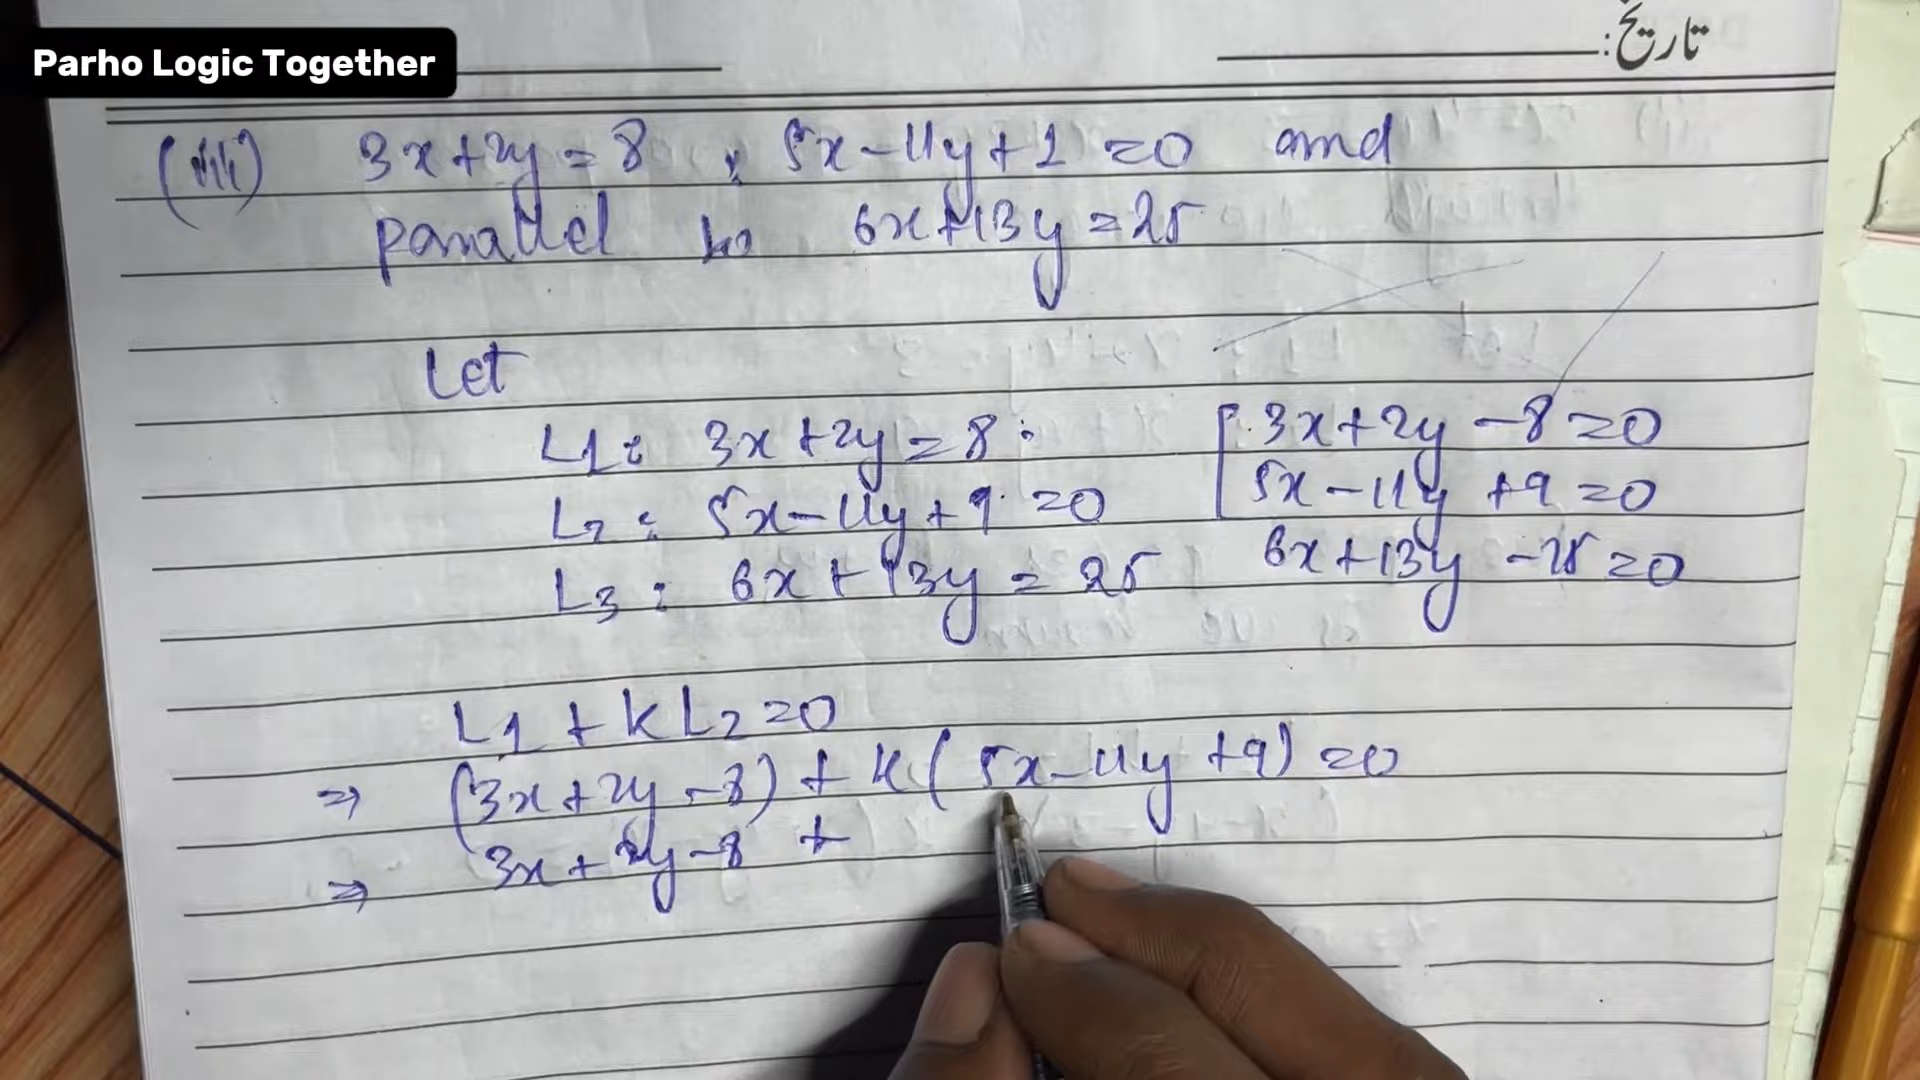 Parho Logic Together
تاریخ:
(iii) 3x+2y=8 ; 5x-11y+1=0 and
parallel to 6x+13y=25
Let
L1: 3x+2y=8. 3x+2y-8=0
L2: 5x-11y+9=0 5x-11y+9=0
L3: 6x+13y=25 6x+13y-25=0
L1+kL2=0
⇒ (3x+2y-8)+k(5x-11y+9)=0
⇒ 3x+2y-8 +